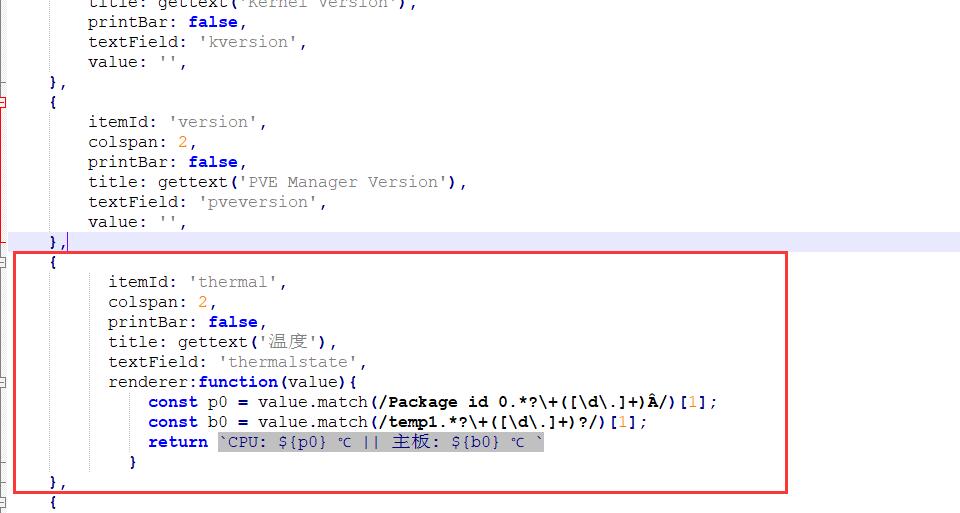 title: gettext('Kernel Version'),
printBar: false,
textField: 'kversion',
value: '',
},
{
itemId: 'version',
colspan: 2,
printBar: false,
title: gettext('PVE Manager Version'),
textField: 'pveversion',
value: '',
},
{
itemId: 'thermal',
colspan: 2,
printBar: false,
title: gettext('温度'),
textField: 'thermalstate',
renderer:function(value){
const p0 = value.match(/Package id 0.*?\+([\d\.]+)Â/)[1];
const b0 = value.match(/temp1.*?\+([\d\.]+)?/)[1];
return `CPU: ${p0} ℃ || 主板: ${b0} ℃ `
}
},
{